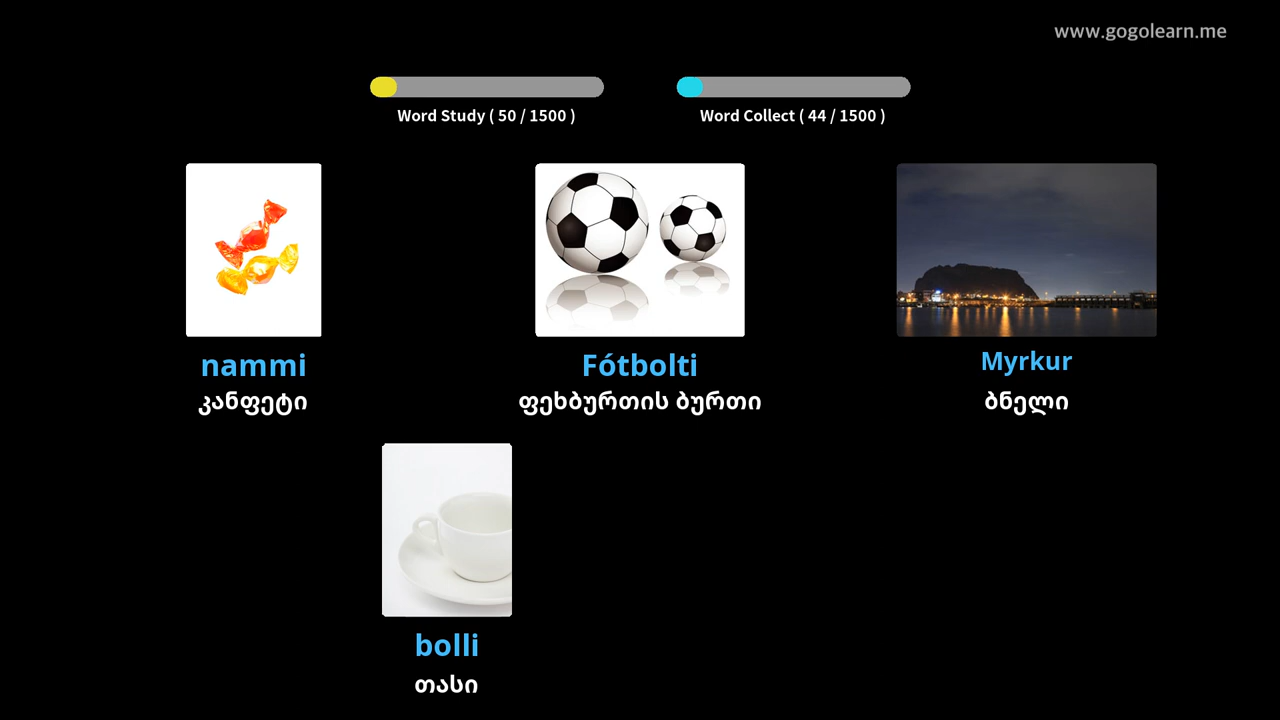 www.gogolearn.me
Word Study ( 50 / 1500 )
Word Collect ( 44 / 1500 )
nammi
Fótbolti
Myrkur
კანფეტი
ფეხბურთის ბურთი
ბნელი
bolli
თასი